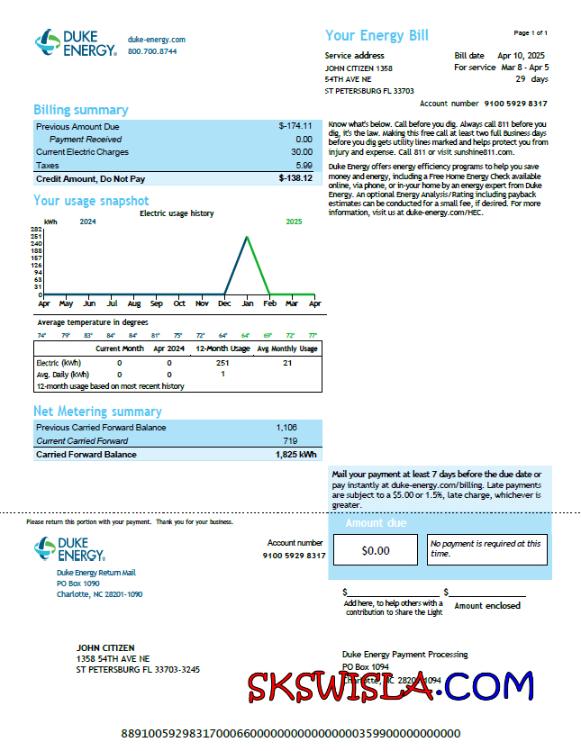 DUKE ENERGY®
duke-energy.com
800.700.8744
Your Energy Bill
Page 1 of 1
Service address
JOHN CITIZEN 1358
54TH AVE NE
ST PETERSBURG FL 33703
Bill date Apr 10, 2025
For service Mar 8 - Apr 5
29 days
Account number 9100 5929 8317
Billing summary
Previous Amount Due $-174.11
Payment Received 0.00
Current Electric Charges 30.00
Taxes 5.99
Credit Amount, Do Not Pay $-138.12
Know what's below. Call before you dig. Always call 811 before you
dig, it's the law. Making this free call at least two full Business days
before you dig gets utility lines marked and helps protect you from
injury and expense. Call 811 or visit sunshine811.com.
Duke Energy offers energy efficiency programs to help you save
money and energy, including a Free Home Energy Check available
online, via phone, or in-your home by an energy expert from Duke
Energy. An optional Energy Analysis/Rating including payback
estimates can be conducted for a small fee, if desired. For more
information, visit us at duke-energy.com/HEC.
Your usage snapshot
Electric usage history
kWh 2024 2025
282
251
219
188
157
125
94
63
31
0
Apr May Jun Jul Aug Sep Oct Nov Dec Jan Feb Mar Apr
Average temperature in degrees
74° 79° 83° 84° 84° 81° 75° 72° 64° 64° 69° 72° 77°
Current Month Apr 2024 12-Month Usage Avg Monthly Usage
Electric (kWh) 0 0 251 21
Avg. Daily (kWh) 0 0 1
12-month usage based on most recent history
Net Metering summary
Previous Carried Forward Balance 1,106
Current Carried Forward 719
Carried Forward Balance 1,825 kWh
Mail your payment at least 7 days before the due date or
pay instantly at duke-energy.com/billing. Late payments
are subject to a $5.00 or 1.5%, late charge, whichever is
greater.
Please return this portion with your payment. Thank you for your business.
Amount due
DUKE ENERGY®
Account number
9100 5929 8317
$0.00
No payment is required at this
time.
Duke Energy Return Mail
PO Box 1090
Charlotte, NC 28201-1090
$ $
Add here, to help others with a
contribution to Share the Light
Amount enclosed
JOHN CITIZEN
1358 54TH AVE NE
ST PETERSBURG FL 33703-3245
Duke Energy Payment Processing
PO Box 1094
Charlotte, NC 28201-1094
SKSWISLA.COM